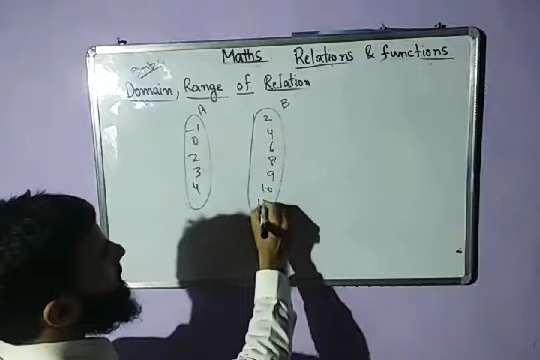 Maths Relations & functions
Domain, Range of Relation
A B
-1 2
0 4
2 6
3 8
4 9
10